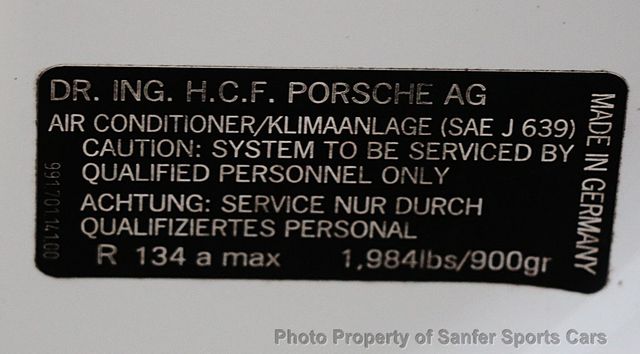 DR. ING. H.C.F. PORSCHE AG
AIR CONDITIONER/KLIMAANLAGE (SAE J 639)
CAUTION: SYSTEM TO BE SERVICED BY
QUALIFIED PERSONNEL ONLY
ACHTUNG: SERVICE NUR DURCH
QUALIFIZIERTES PERSONAL
R 134 a max 1,984lbs/900gr
MADE IN GERMANY
99170114100
Photo Property of Sanfer Sports Cars